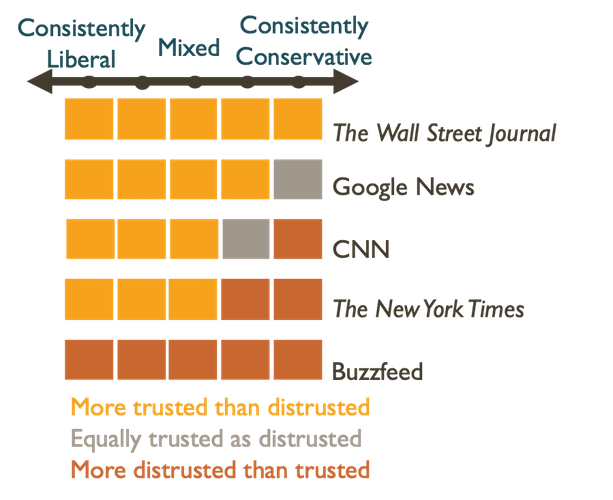 Consistently
Liberal
Mixed
Consistently
Conservative
The Wall Street Journal
Google News
CNN
The New York Times
Buzzfeed
More trusted than distrusted
Equally trusted as distrusted
More distrusted than trusted